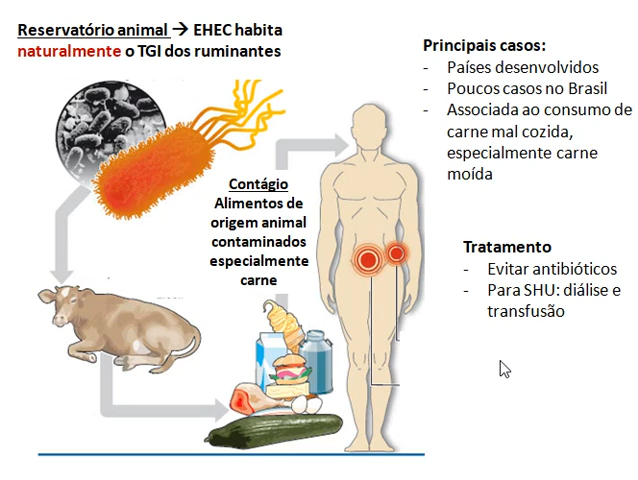 Reservatório animal → EHEC habita
naturalmente o TGI dos ruminantes
Contágio
Alimentos de
origem animal
contaminados
especialmente
carne
Principais casos:
- Países desenvolvidos
- Poucos casos no Brasil
- Associada ao consumo de
carne mal cozida,
especialmente carne
moída
Tratamento
- Evitar antibióticos
- Para SHU: diálise e
transfusão